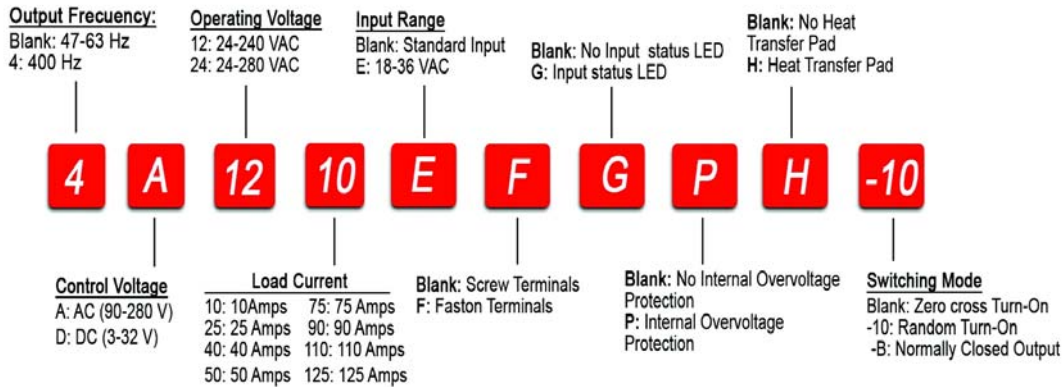 Output Frecuency:
Blank: 47-63 Hz
4: 400 Hz
Operating Voltage
12: 24-240 VAC
24: 24-280 VAC
Input Range
Blank: Standard Input
E: 18-36 VAC
Blank: No Input status LED
G: Input status LED
Blank: No Heat
Transfer Pad
H: Heat Transfer Pad
4 A 12 10 E F G P H -10
Control Voltage
A: AC (90-280 V)
D: DC (3-32 V)
Load Current
10: 10Amps 75: 75 Amps
25: 25 Amps 90: 90 Amps
40: 40 Amps 110: 110 Amps
50: 50 Amps 125: 125 Amps
Blank: Screw Terminals
F: Faston Terminals
Blank: No Internal Overvoltage
Protection
P: Internal Overvoltage
Protection
Switching Mode
Blank: Zero cross Turn-On
-10: Random Turn-On
-B: Normally Closed Output